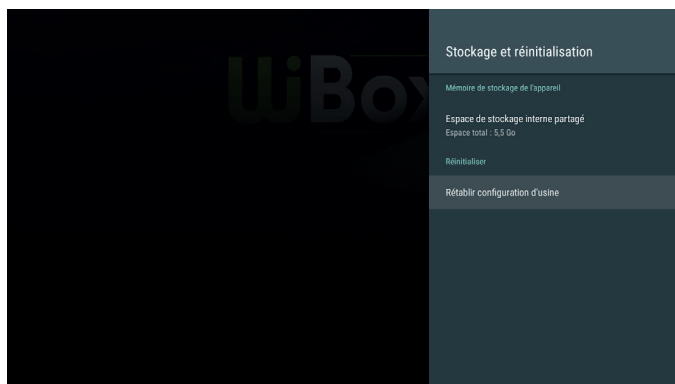 WiBox
Stockage et réinitialisation
Mémoire de stockage de l'appareil
Espace de stockage interne partagé
Espace total : 5,5 Go
Réinitialiser
Rétablir configuration d'usine